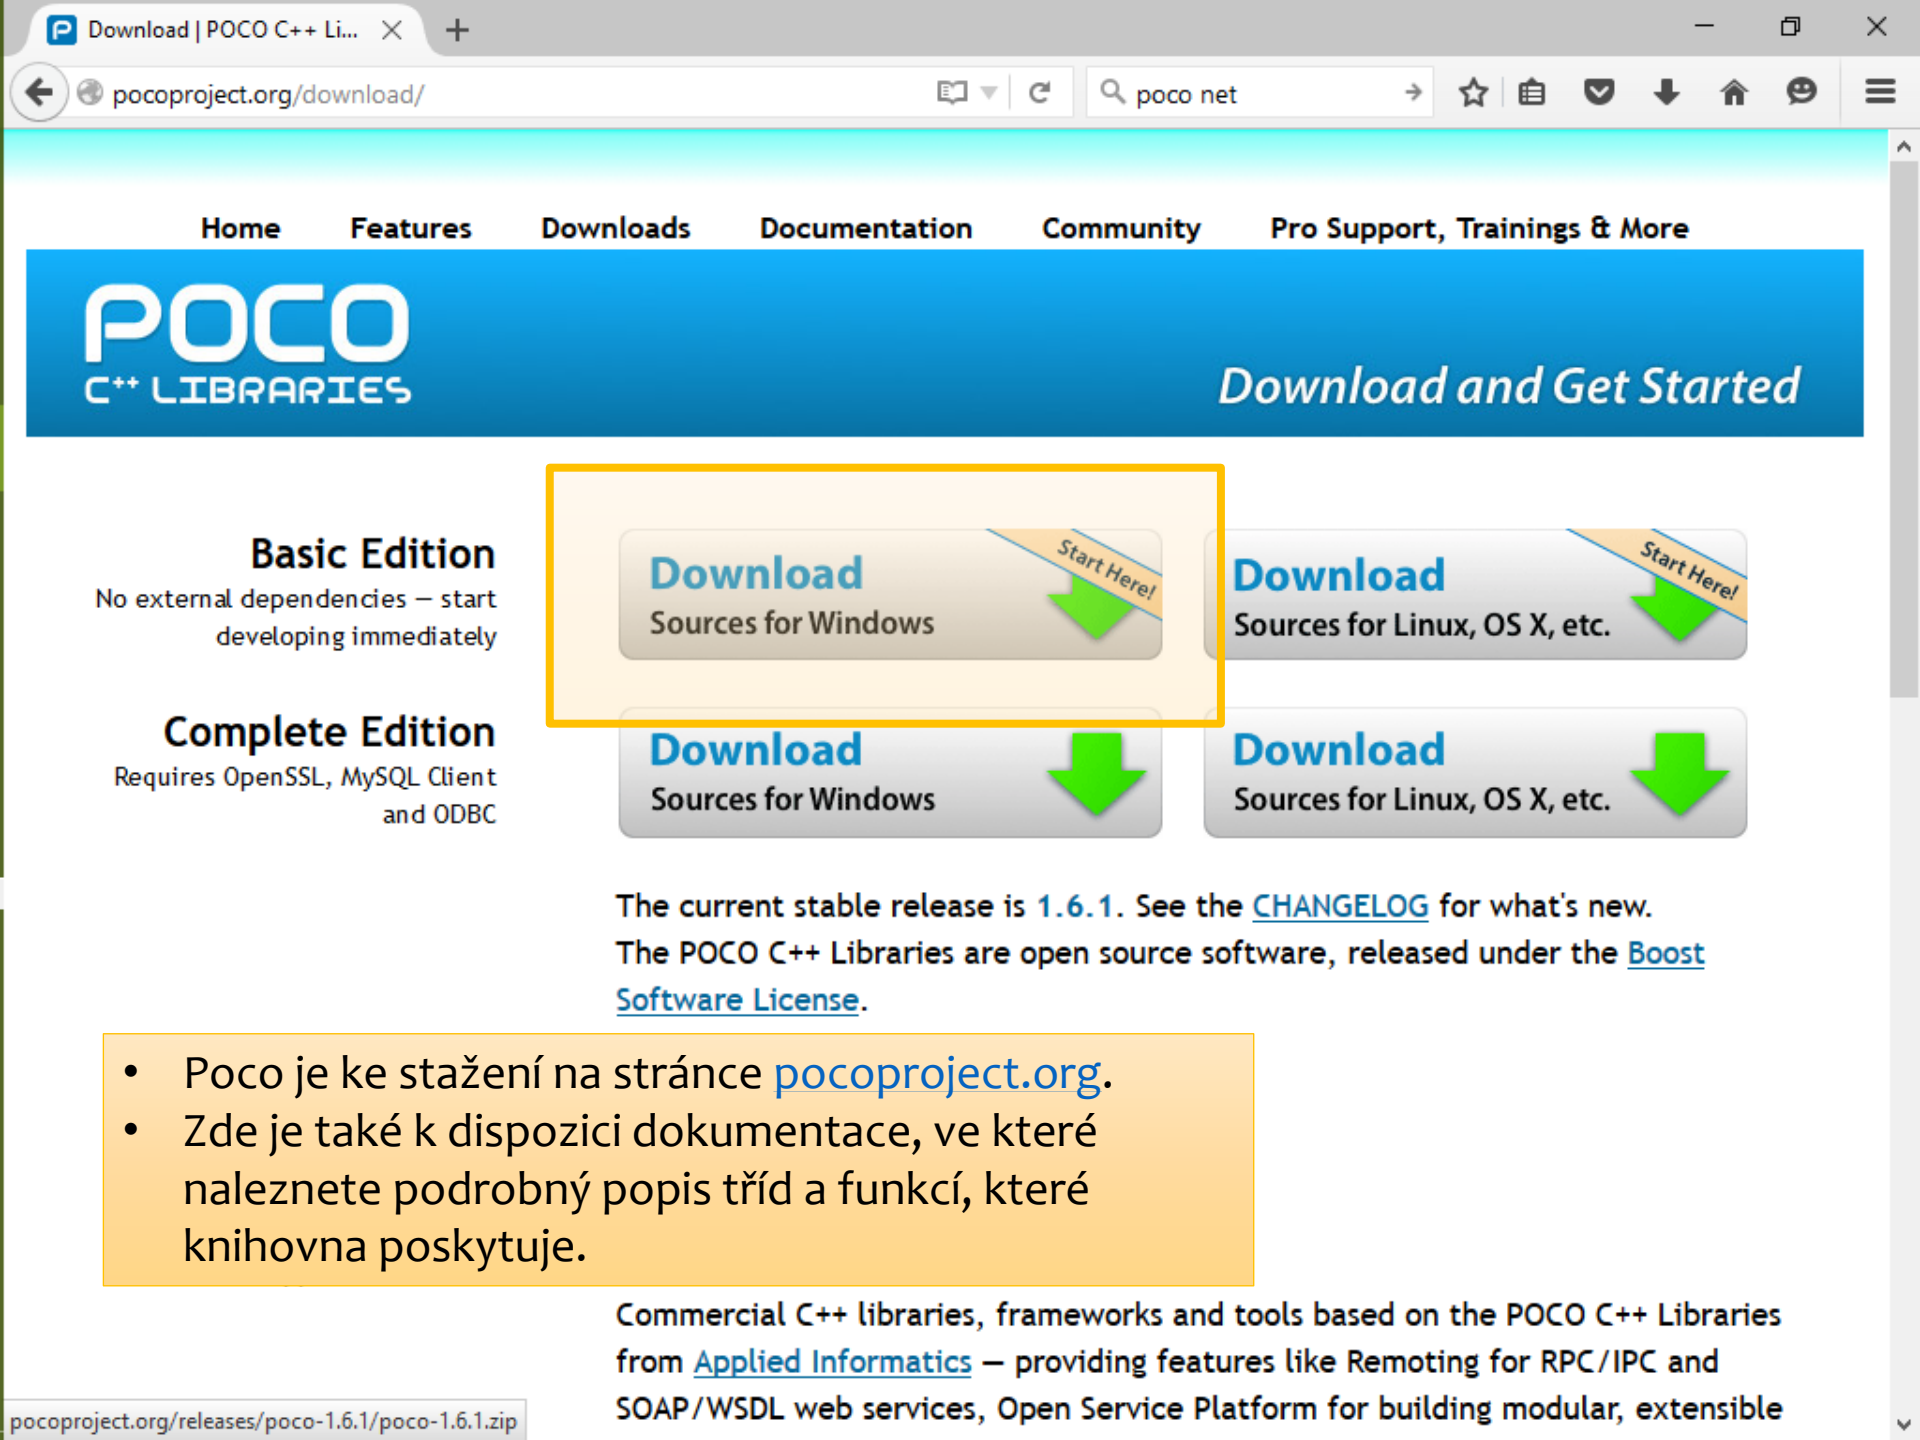 Download | POCO C++ Li...
pocoproject.org/download/
poco net
Home Features Downloads Documentation Community Pro Support, Trainings & More
POCO
C++ LIBRARIES
Download and Get Started
Basic Edition
No external dependencies — start
developing immediately
Download
Sources for Windows
Start Here!
Download
Sources for Linux, OS X, etc.
Start Here!
Complete Edition
Requires OpenSSL, MySQL Client
and ODBC
Download
Sources for Windows
Download
Sources for Linux, OS X, etc.
The current stable release is 1.6.1. See the CHANGELOG for what's new.
The POCO C++ Libraries are open source software, released under the Boost
Software License.
• Poco je ke stažení na stránce pocoproject.org.
• Zde je také k dispozici dokumentace, ve které
naleznete podrobný popis tříd a funkcí, které
knihovna poskytuje.
Commercial C++ libraries, frameworks and tools based on the POCO C++ Libraries
from Applied Informatics — providing features like Remoting for RPC/IPC and
SOAP/WSDL web services, Open Service Platform for building modular, extensible
pocoproject.org/releases/poco-1.6.1/poco-1.6.1.zip